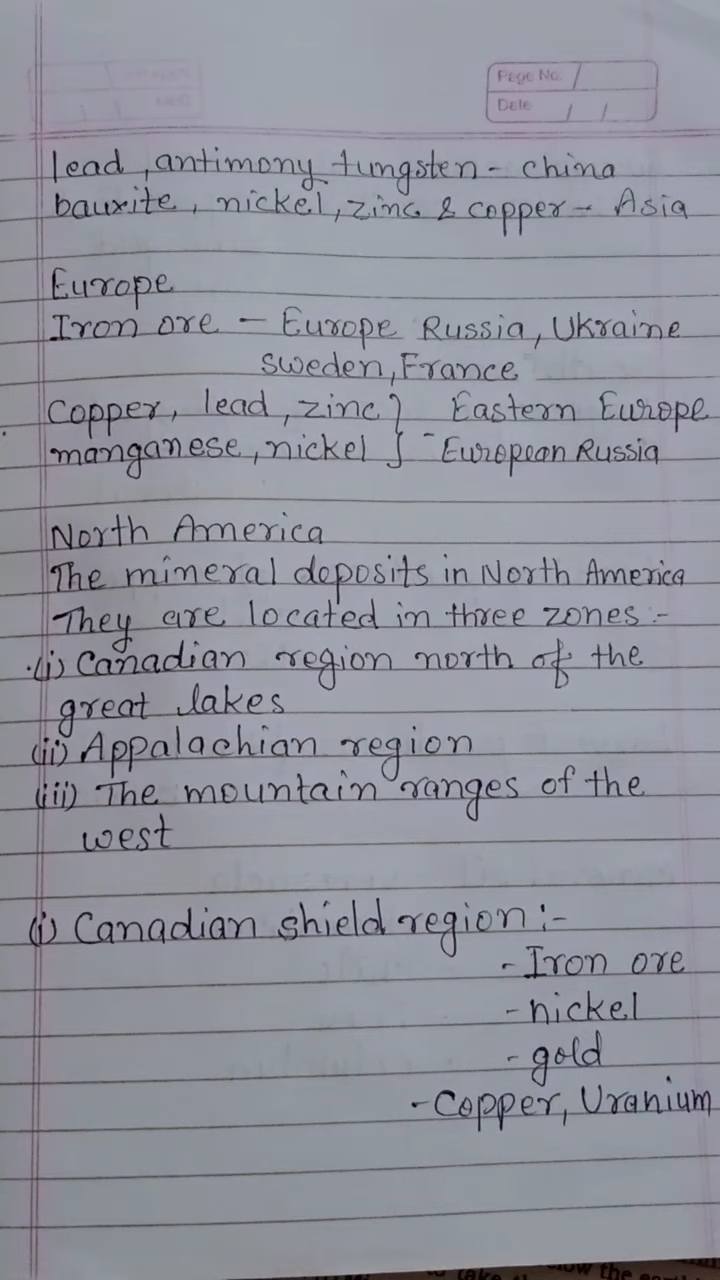 Page No. /
Date / /
lead, antimony tungsten - china
bauxite, nickel, zinc & copper - Asia
Europe
Iron ore - Europe Russia, Ukraine
sweden, France
Copper, lead, zinc } Eastern Europe
manganese, nickel } - European Russia
North America
The mineral deposits in North America
They are located in three zones :-
(i) Canadian region north of the
great lakes
(ii) Appalachian region
(iii) The mountain ranges of the
west
(i) Canadian shield region :-
- Iron ore
- nickel
- gold
- Copper, Uranium